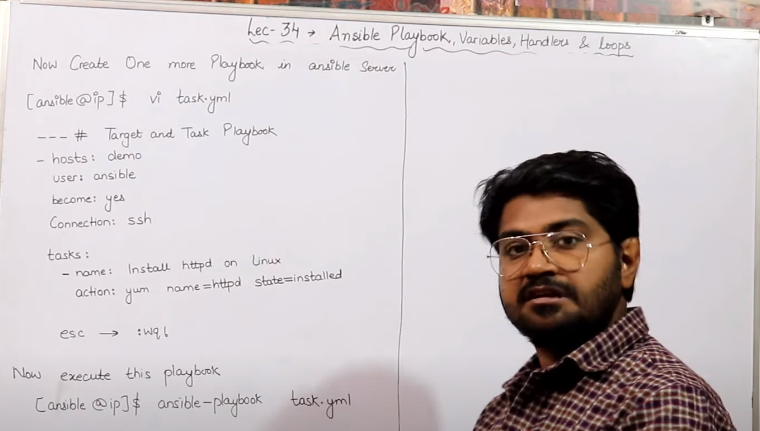 Lec-34 → Ansible Playbook, Variables, Handlers & Loops
Now Create One more Playbook in ansible Server
[ansible@ip]$ vi task.yml
--- # Target and Task Playbook
- hosts: demo
user: ansible
become: yes
Connection: ssh
tasks:
- name: Install httpd on Linux
action: yum name=httpd state=installed
esc → :wq!
Now execute this playbook
[ansible@ip]$ ansible-playbook task.yml